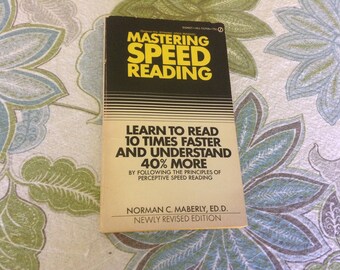 MASTERING
SPEED
READING
LEARN TO READ
10 TIMES FASTER
AND UNDERSTAND
40% MORE
BY FOLLOWING THE PRINCIPLES OF
PERCEPTIVE SPEED READING
NORMAN C. MABERLY, ED.D.
NEWLY REVISED EDITION